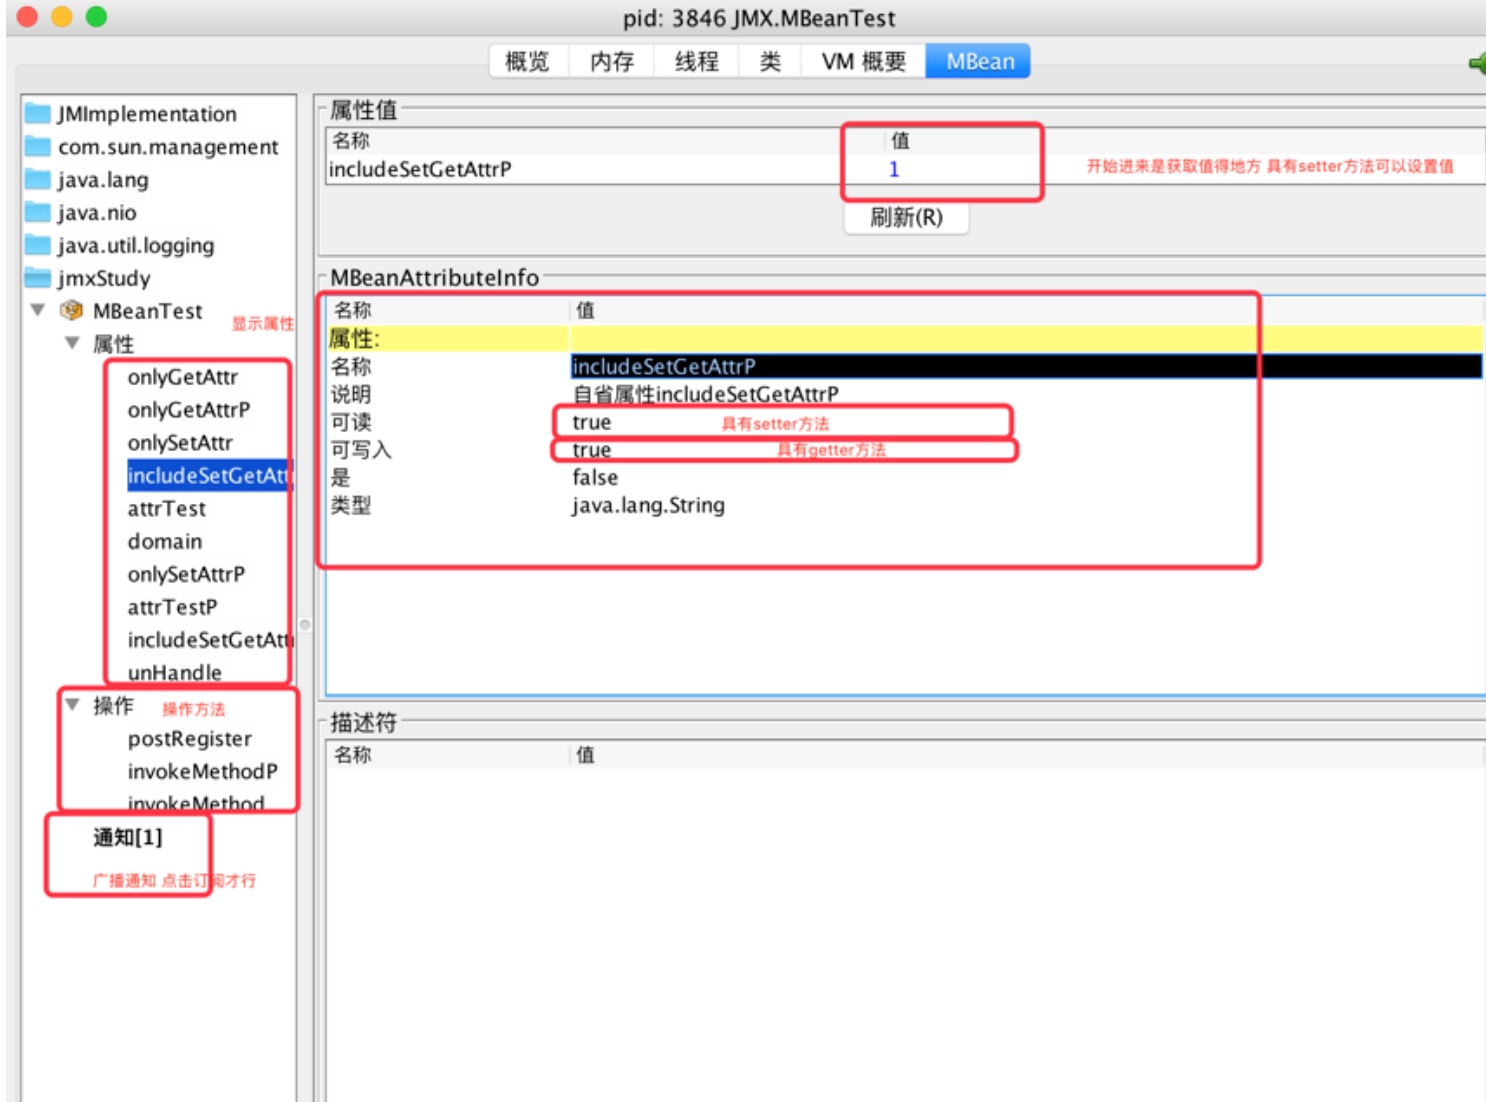 pid: 3846 JMX.MBeanTest
概览 内存 线程 类 VM 概要 MBean
JMImplementation
com.sun.management
java.lang
java.nio
java.util.logging
jmxStudy
MBeanTest
显示属性
属性
onlyGetAttr
onlyGetAttrP
onlySetAttr
includeSetGetAtt
attrTest
domain
onlySetAttrP
attrTestP
includeSetGetAtt
unHandle
操作 操作方法
postRegister
invokeMethodP
invokeMethod
通知[1]
广播通知 点击订阅才行
属性值
名称 值
includeSetGetAttrP 1 开始进来是获取值得地方 具有setter方法可以设置值
刷新(R)
MBeanAttributeInfo
名称 值
属性:
名称 includeSetGetAttrP
说明 自省属性includeSetGetAttrP
可读 true 具有setter方法
可写入 true 具有getter方法
是 false
类型 java.lang.String
描述符
名称 值